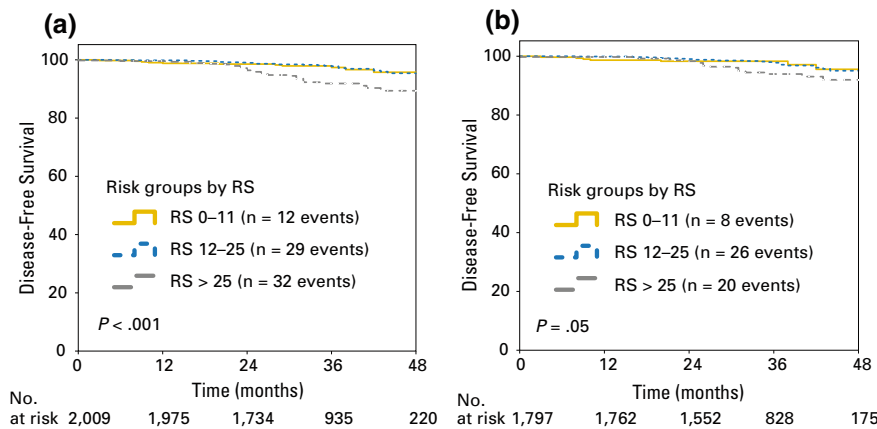 (a)
100
80
60
40
20
0
Disease-Free Survival
Risk groups by RS
RS 0–11 (n = 12 events)
RS 12–25 (n = 29 events)
RS > 25 (n = 32 events)
P < .001
0 12 24 36 48
Time (months)
No.
at risk 2,009 1,975 1,734 935 220
(b)
100
80
60
40
20
0
Disease-Free Survival
Risk groups by RS
RS 0–11 (n = 8 events)
RS 12–25 (n = 26 events)
RS > 25 (n = 20 events)
P = .05
0 12 24 36 48
Time (months)
No.
at risk 1,797 1,762 1,552 828 175